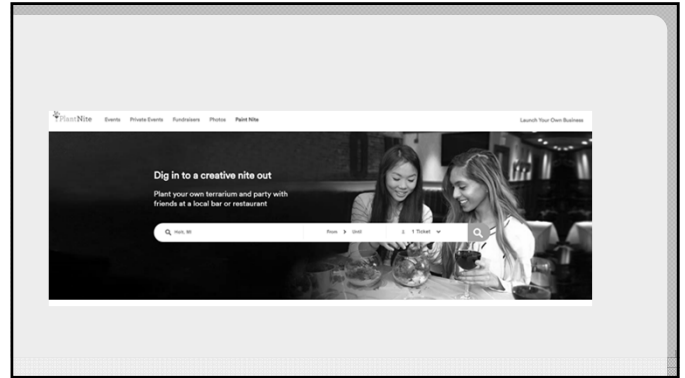 PlantNite
Events Private Events Fundraisers Photos Paint Nite Launch Your Own Business
Dig in to a creative nite out
Plant your own terrarium and party with
friends at a local bar or restaurant
From Until 1 Ticket